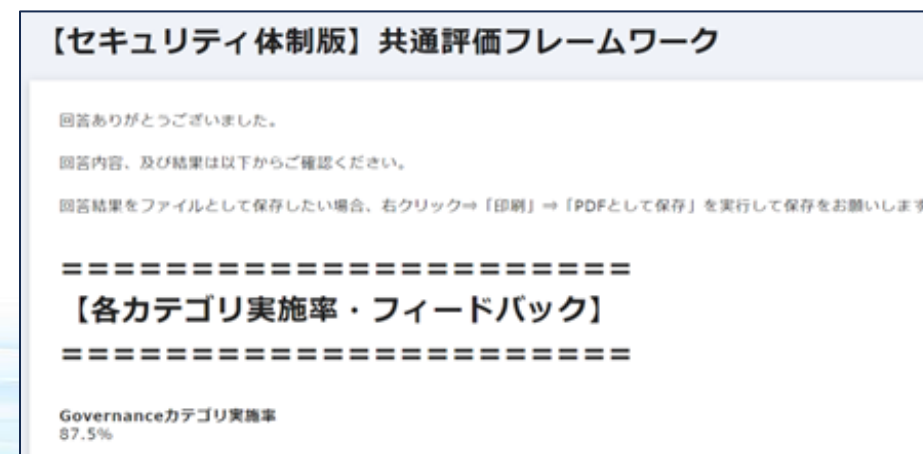 【セキュリティ体制版】共通評価フレームワーク
回答ありがとうございました。
回答内容、及び結果は以下からご確認ください。
回答結果をファイルとして保存したい場合、右クリック⇒「印刷」⇒「PDFとして保存」を実行して保存をお願いします
======================
【各カテゴリ実施率・フィードバック】
======================
Governanceカテゴリ実施率
87.5%